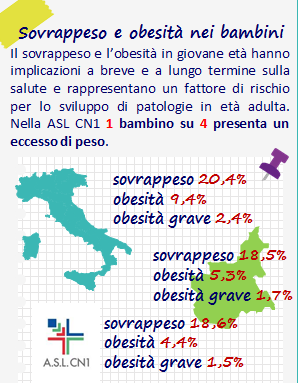 Sovrappeso e obesità nei bambini
Il sovrappeso e l'obesità in giovane età hanno
implicazioni a breve e a lungo termine sulla
salute e rappresentano un fattore di rischio
per lo sviluppo di patologie in età adulta.
Nella ASL CN1 1 bambino su 4 presenta un
eccesso di peso.
sovrappeso 20,4%
obesità 9,4%
obesità grave 2,4%
sovrappeso 18,5%
obesità 5,3%
obesità grave 1,7%
sovrappeso 18,6%
obesità 4,4%
obesità grave 1,5%
A.S.L. CN1